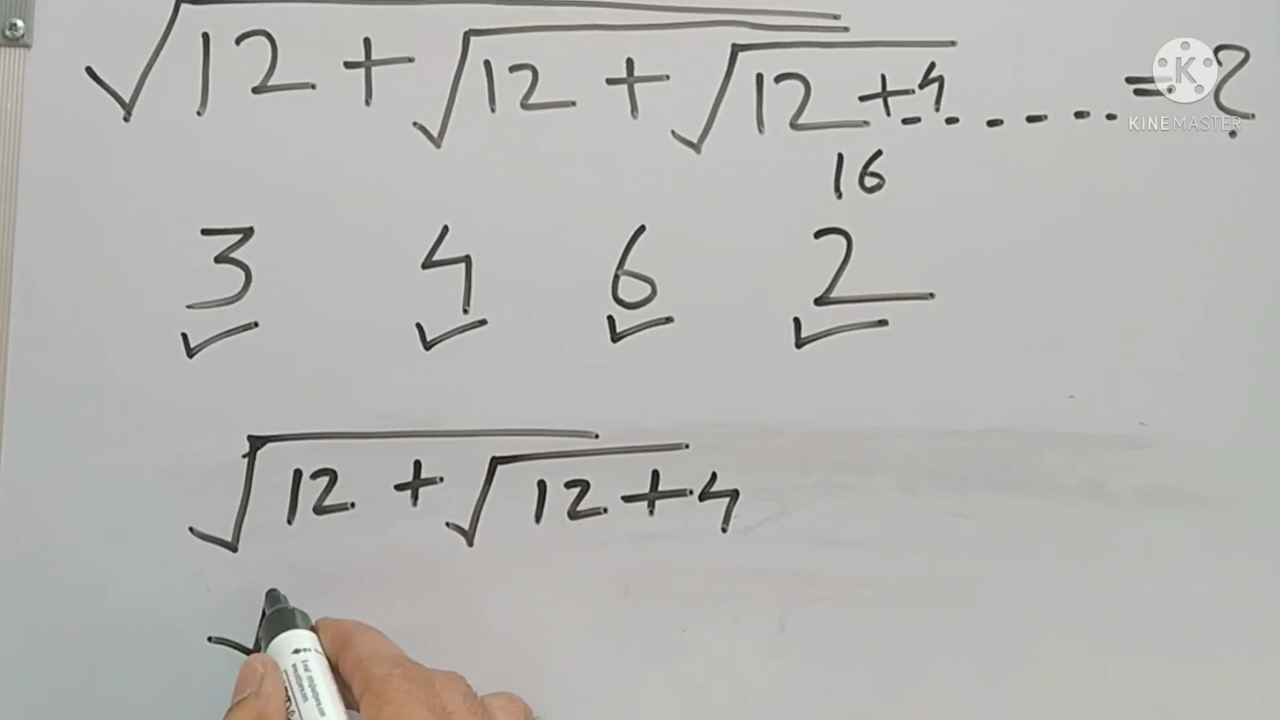 √12 + √12 + √12 + 4 ...... = ?
K
KINEMASTER
16
3 4 6 2
√12 + √12 + 4